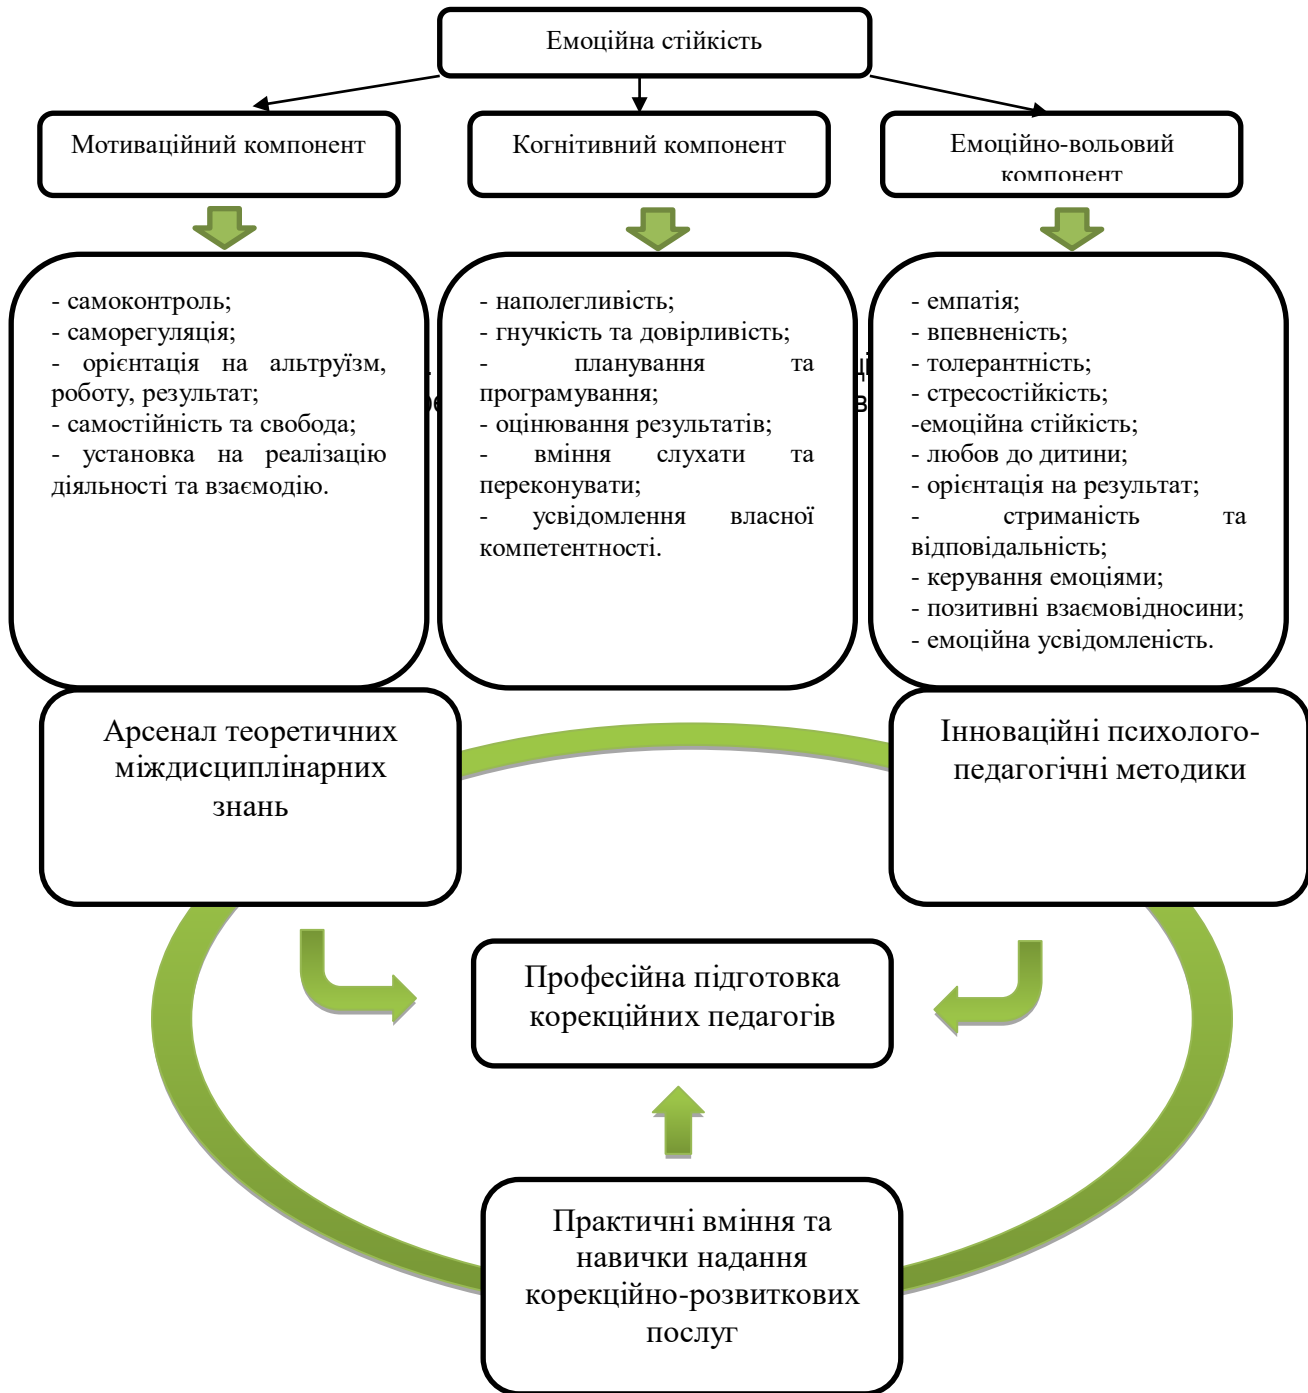 Емоційна стійкість
Мотиваційний компонент
Когнітивний компонент
Емоційно-вольовий
компонент
- самоконтроль;
- саморегуляція;
- орієнтація на альтруїзм,
роботу, результат;
- самостійність та свобода;
- установка на реалізацію
діяльності та взаємодію.
- наполегливість;
- гнучкість та довірливість;
- планування та
програмування;
- оцінювання результатів;
- вміння слухати та
переконувати;
- усвідомлення власної
компетентності.
- емпатія;
- впевненість;
- толерантність;
- стресостійкість;
-емоційна стійкість;
- любов до дитини;
- орієнтація на результат;
- стриманість та
відповідальність;
- керування емоціями;
- позитивні взаємовідносини;
- емоційна усвідомленість.
Арсенал теоретичних
міждисциплінарних
знань
Інноваційні психолого-
педагогічні методики
Професійна підготовка
корекційних педагогів
Практичні вміння та
навички надання
корекційно-розвиткових
послуг